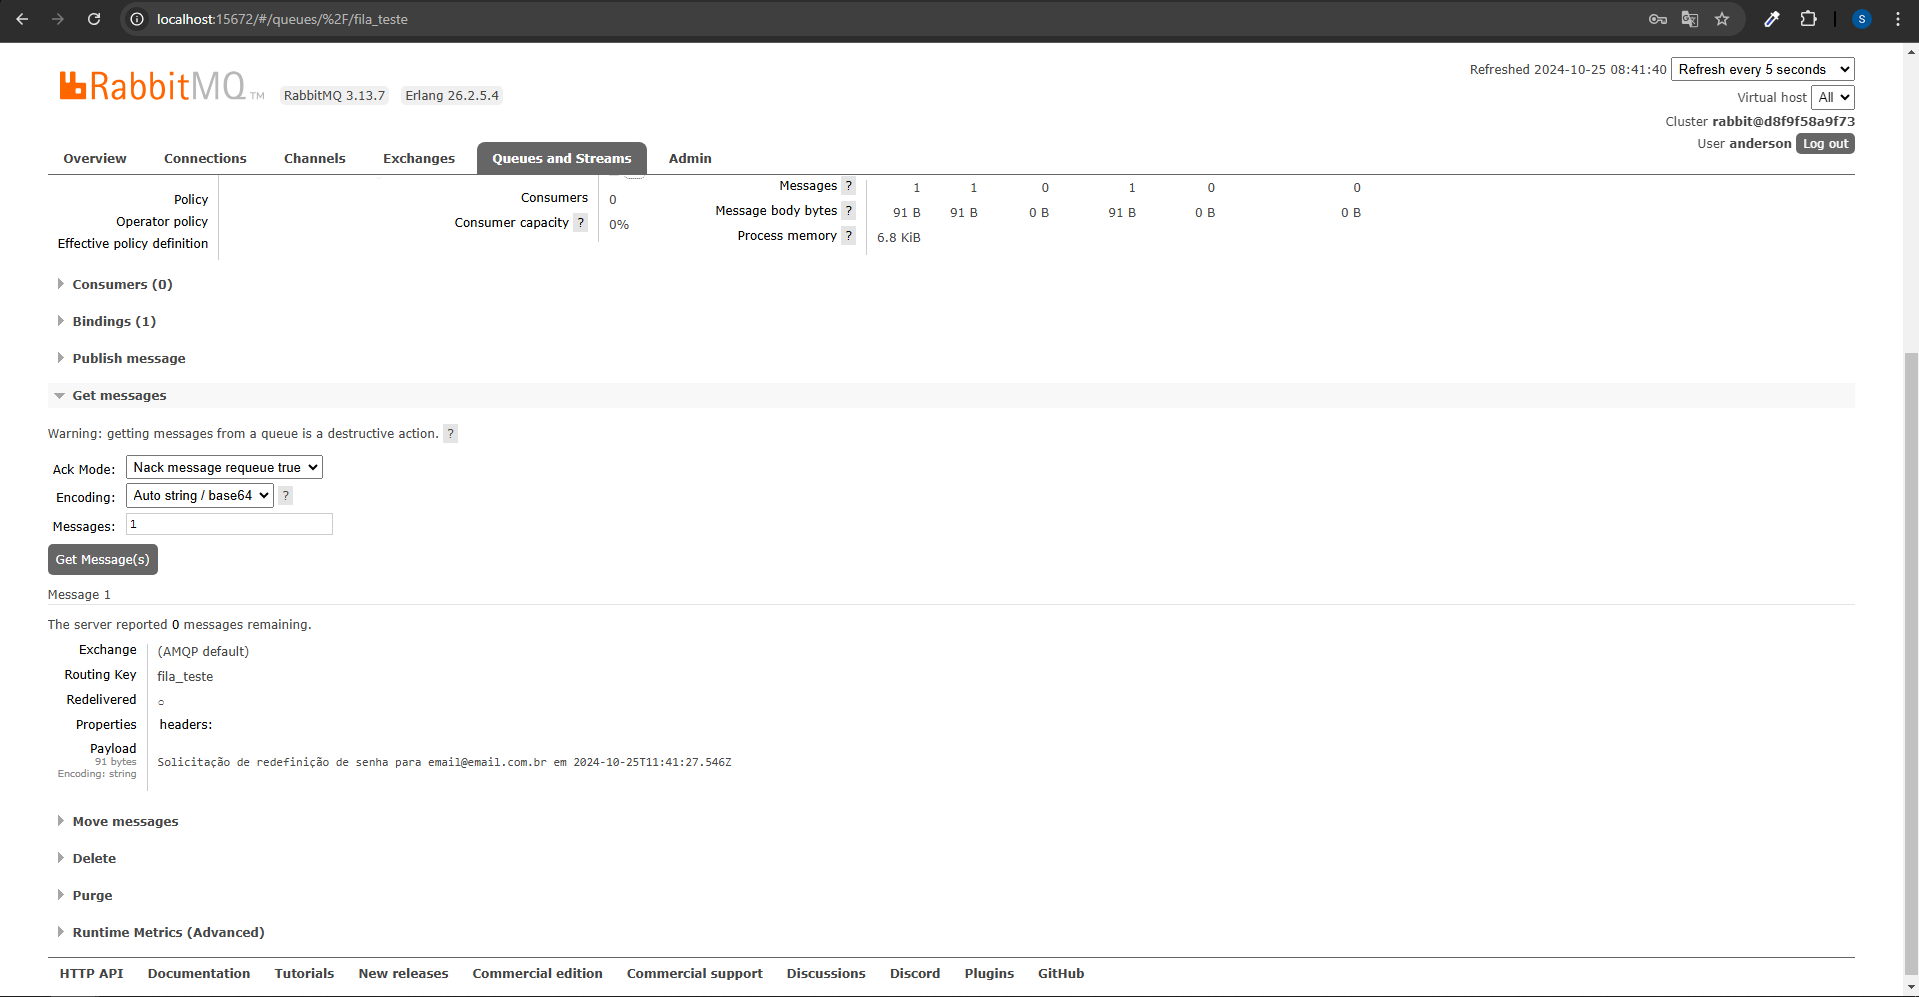 localhost:15672/#/queues/%2F/fila_teste
S
RabbitMQ TM RabbitMQ 3.13.7 Erlang 26.2.5.4
Refreshed 2024-10-25 08:41:40 Refresh every 5 seconds
Virtual host All
Cluster rabbit@d8f9f58a9f73
User anderson Log out
Overview Connections Channels Exchanges Queues and Streams Admin
Policy
Operator policy
Effective policy definition
Consumers 0
Consumer capacity ? 0%
Messages ? 1 1 0 1 0 0
Message body bytes ? 91 B 91 B 0 B 91 B 0 B 0 B
Process memory ? 6.8 KiB
Consumers (0)
Bindings (1)
Publish message
Get messages
Warning: getting messages from a queue is a destructive action. ?
Ack Mode: Nack message requeue true
Encoding: Auto string / base64 ?
Messages: 1
Get Message(s)
Message 1
The server reported 0 messages remaining.
Exchange (AMQP default)
Routing Key fila_teste
Redelivered ○
Properties headers:
Payload
91 bytes
Encoding: string
Solicitação de redefinição de senha para email@email.com.br em 2024-10-25T11:41:27.546Z
Move messages
Delete
Purge
Runtime Metrics (Advanced)
HTTP API Documentation Tutorials New releases Commercial edition Commercial support Discussions Discord Plugins GitHub